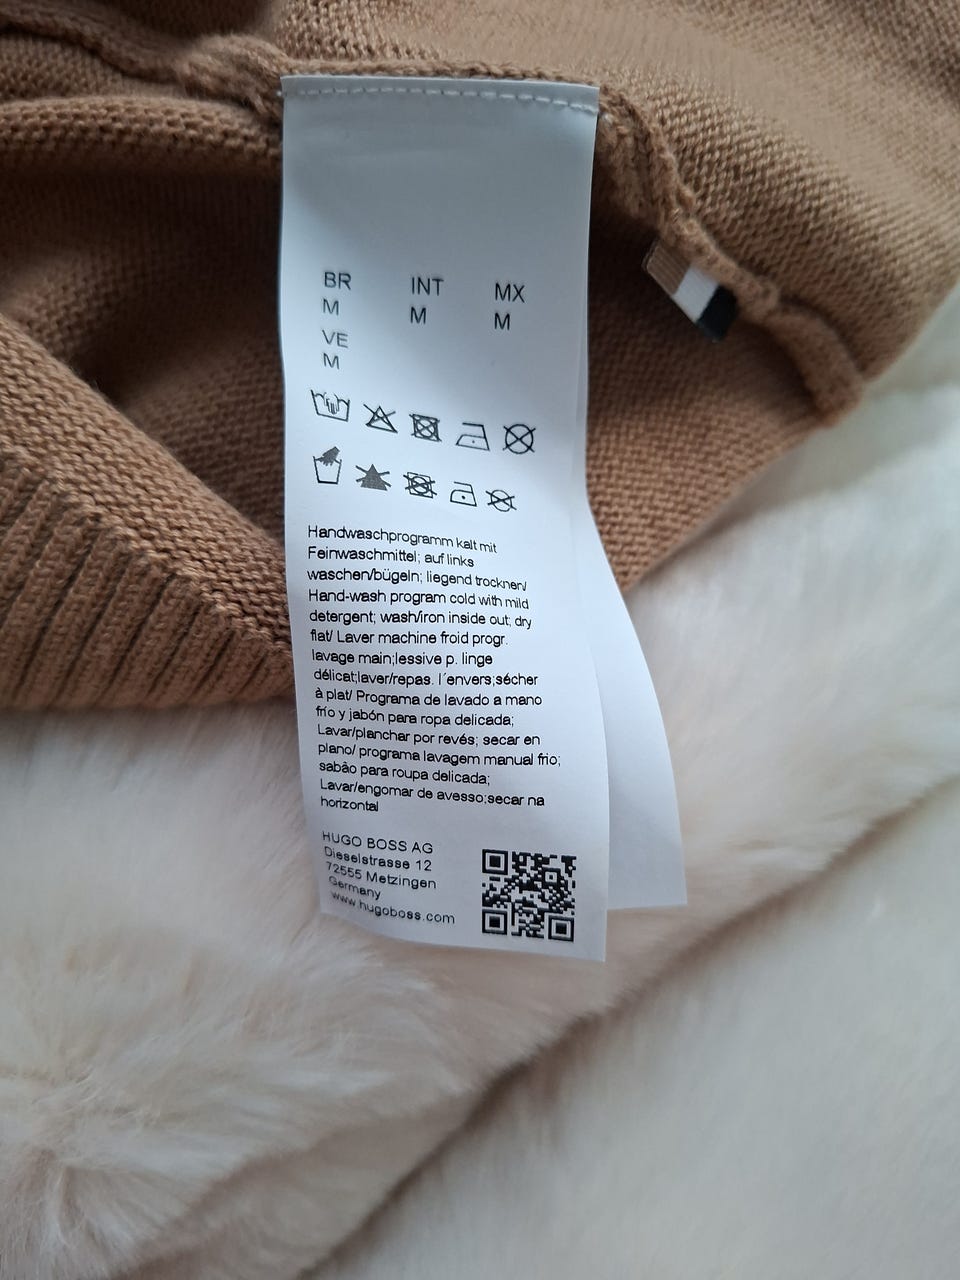 BR INT MX
M M M
VE
M
Handwaschprogramm kalt mit
Feinwaschmittel; auf links
waschen/bügeln; liegend trocknen/
Hand-wash program cold with mild
detergent; wash/iron inside out; dry
flat/ Laver machine froid progr.
lavage main;lessive p. linge
délicat;laver/repas. l´envers;sécher
à plat/ Programa de lavado a mano
frío y jabón para ropa delicada;
Lavar/planchar por revés; secar en
plano/ programa lavagem manual frio;
sabão para roupa delicada;
Lavar/engomar de avesso;secar na
horizontal
HUGO BOSS AG
Dieselstrasse 12
72555 Metzingen
Germany
www.hugoboss.com